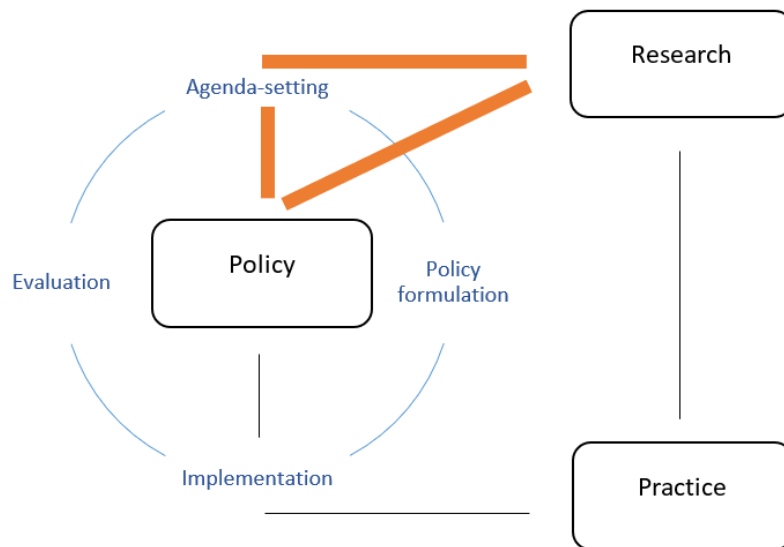 Research
Agenda-setting
Policy
Evaluation
Policy
formulation
Implementation
Practice